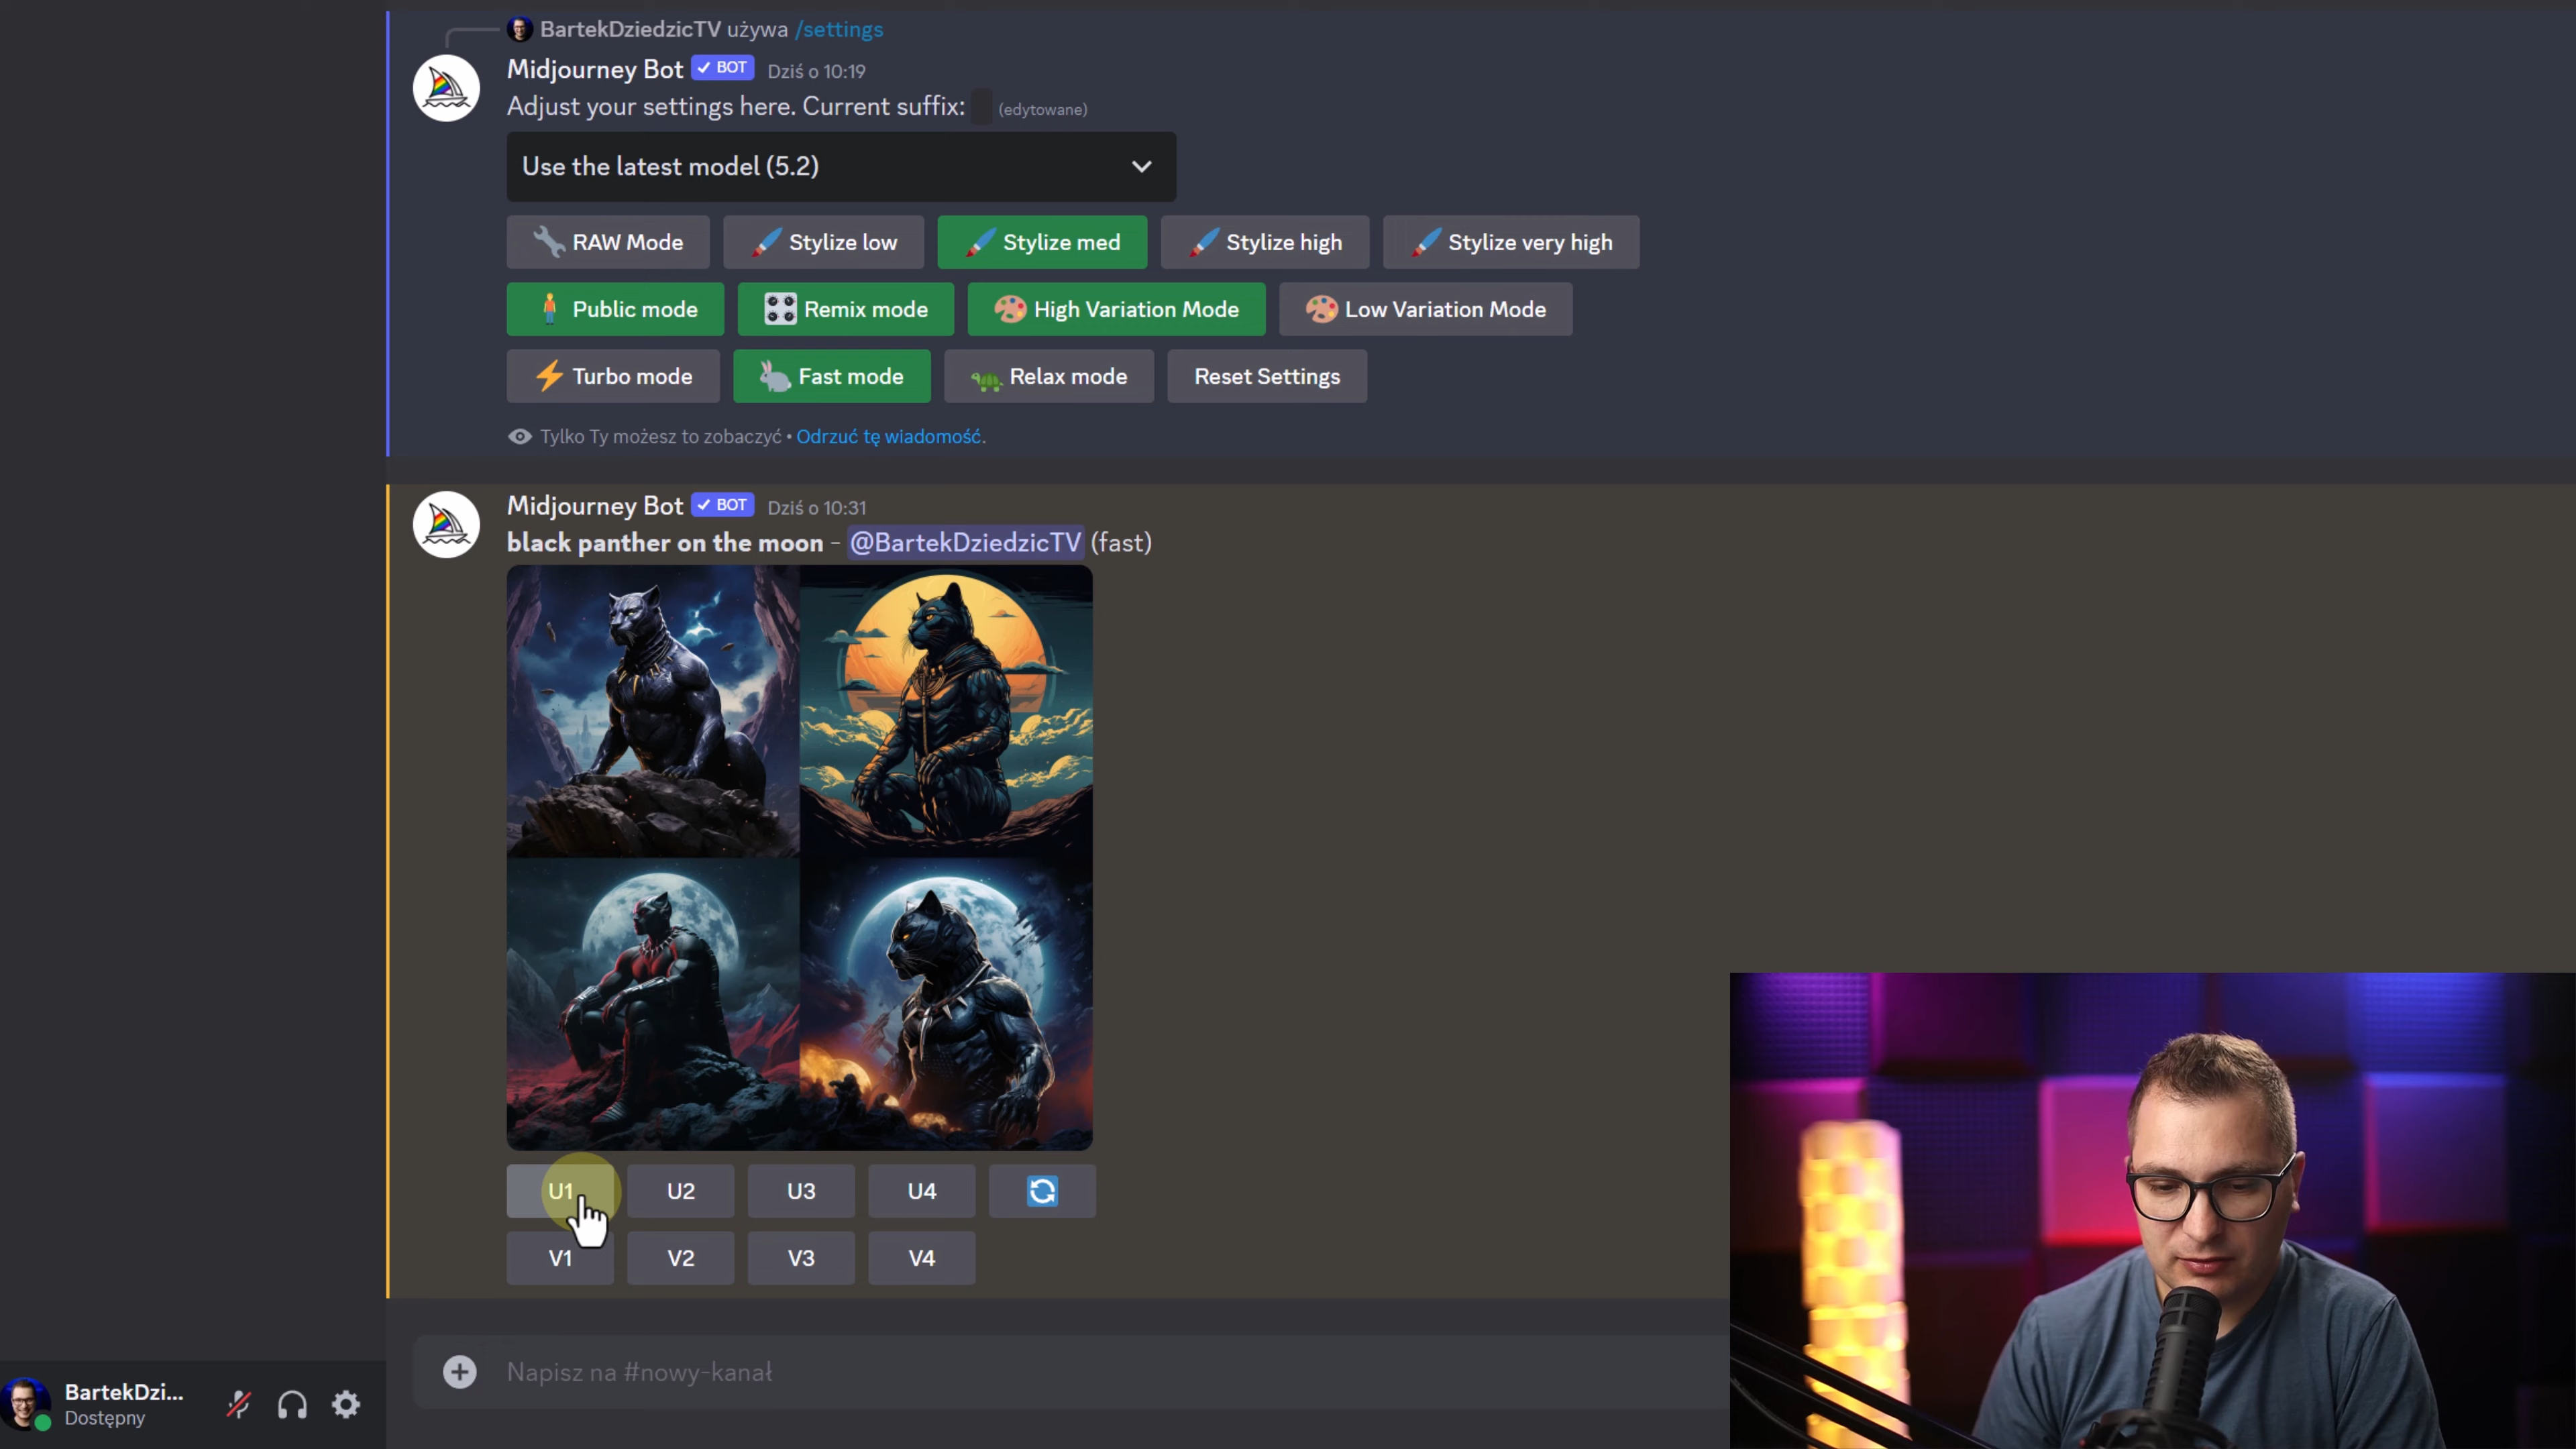 BartekDziedzicTV używa /settings
Midjourney Bot ✓ BOT Dziś o 10:19
Adjust your settings here. Current suffix: (edytowane)
Use the latest model (5.2)
RAW Mode Stylize low Stylize med Stylize high Stylize very high
Public mode Remix mode High Variation Mode Low Variation Mode
Turbo mode Fast mode Relax mode Reset Settings
Tylko Ty możesz to zobaczyć • Odrzuć tę wiadomość.
Midjourney Bot ✓ BOT Dziś o 10:31
black panther on the moon - @BartekDziedzicTV (fast)
U1 U2 U3 U4
V1 V2 V3 V4
Napisz na #nowy-kanał
BartekDzi...
Dostępny